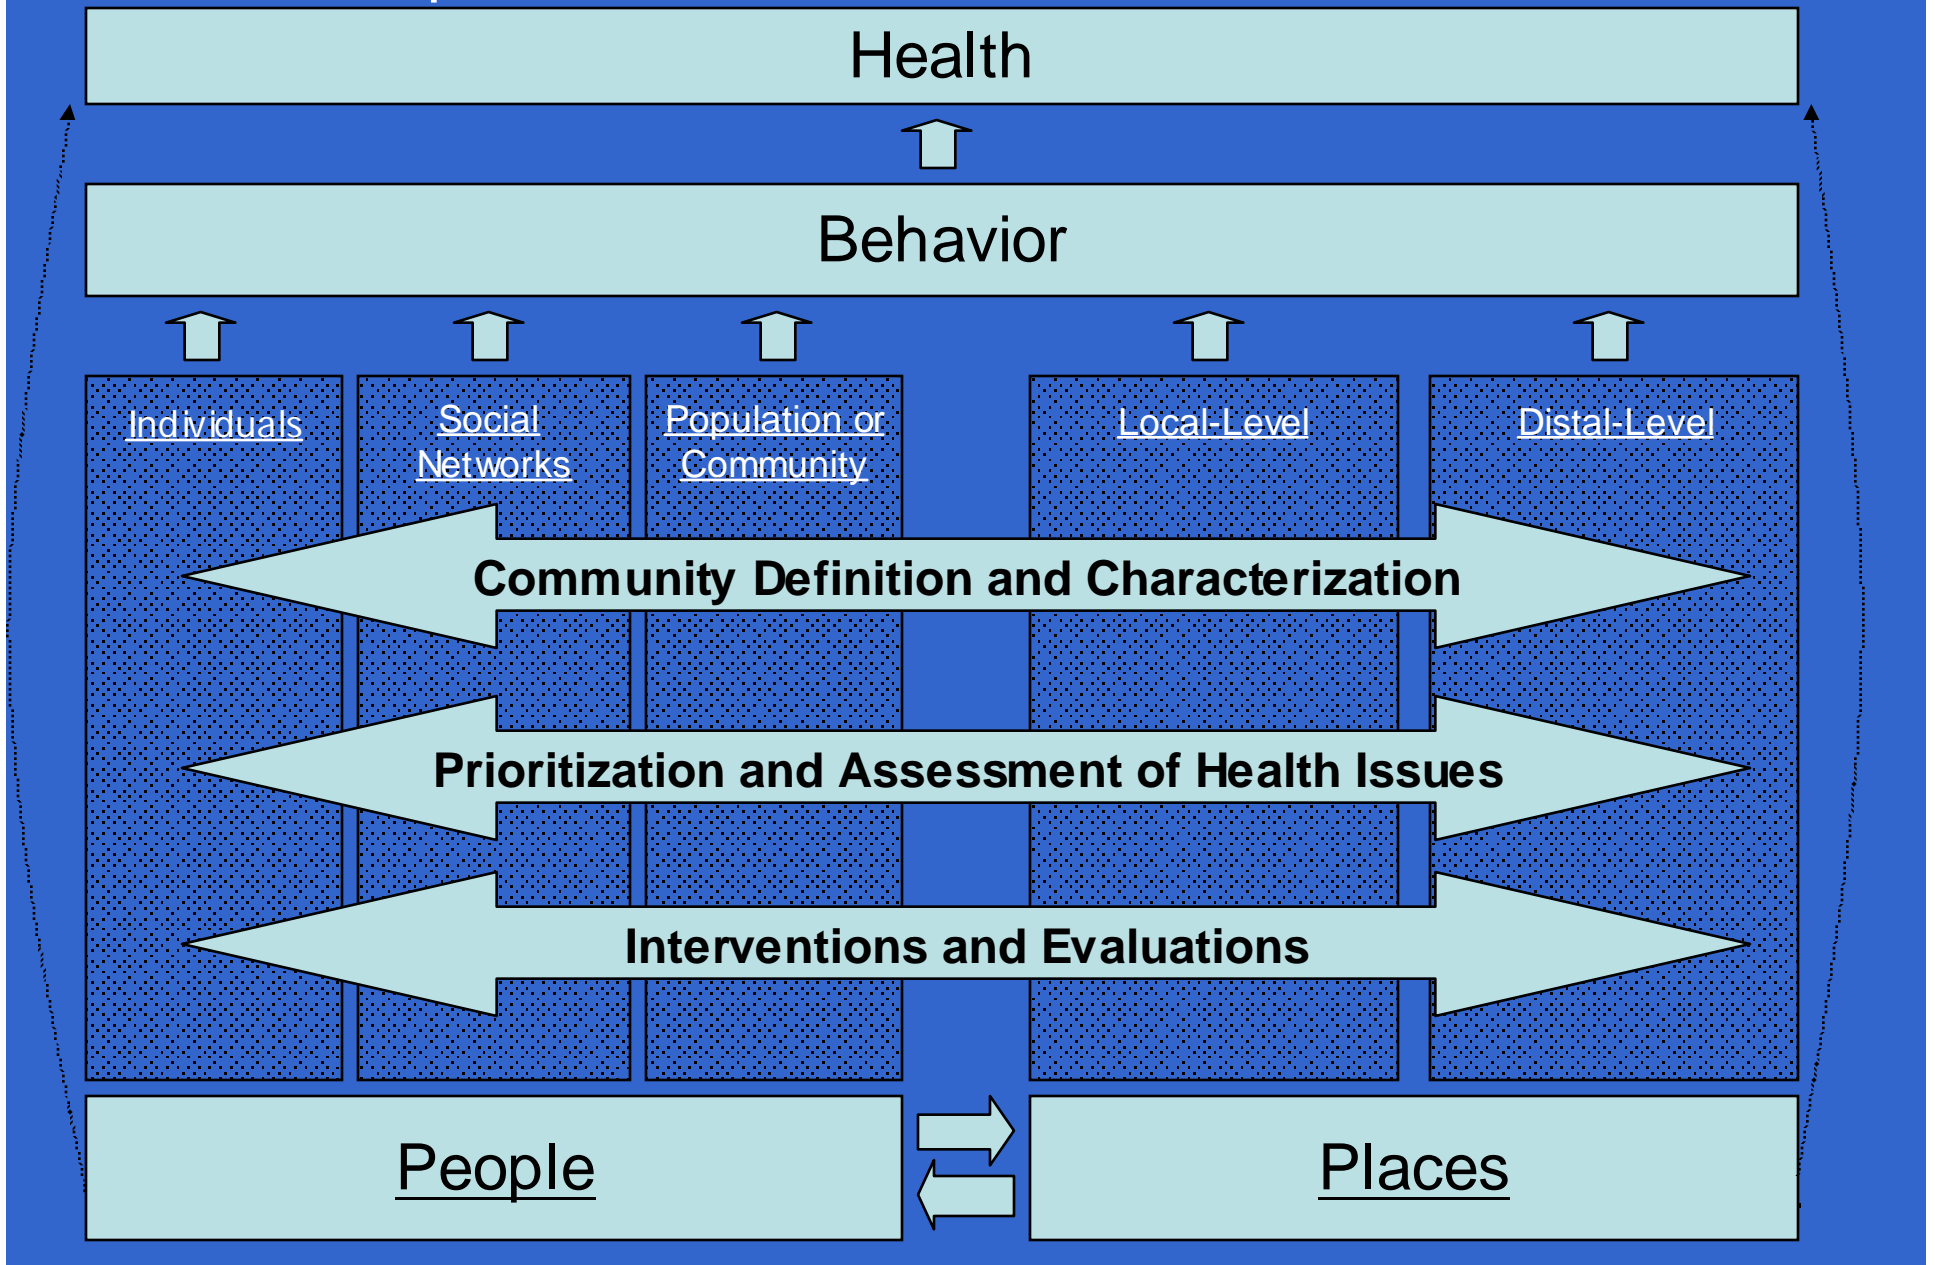 Health
Behavior
Individuals
Social
Networks
Population or
Community
Local-Level
Distal-Level
Community Definition and Characterization
Prioritization and Assessment of Health Issues
Interventions and Evaluations
People
Places